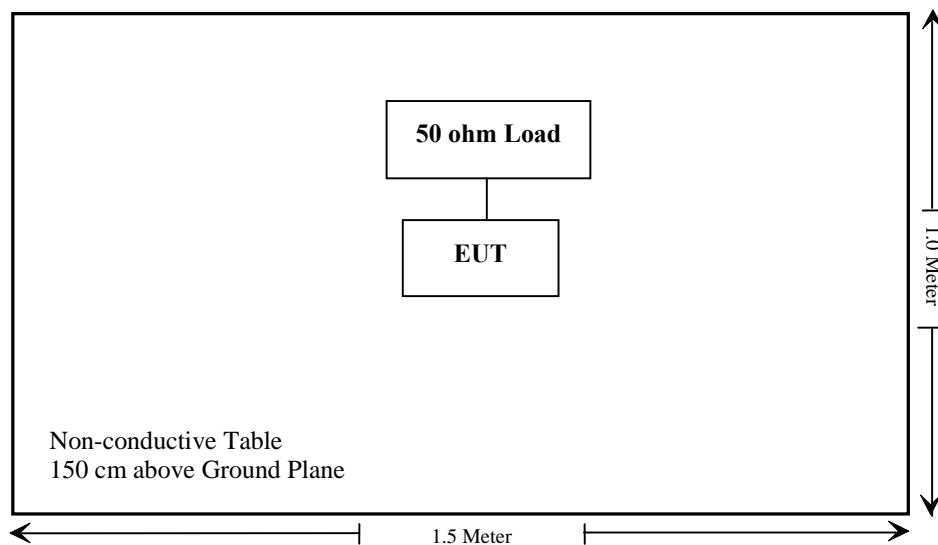 50 ohm Load
EUT
1.0 Meter
Non-conductive Table
150 cm above Ground Plane
1.5 Meter